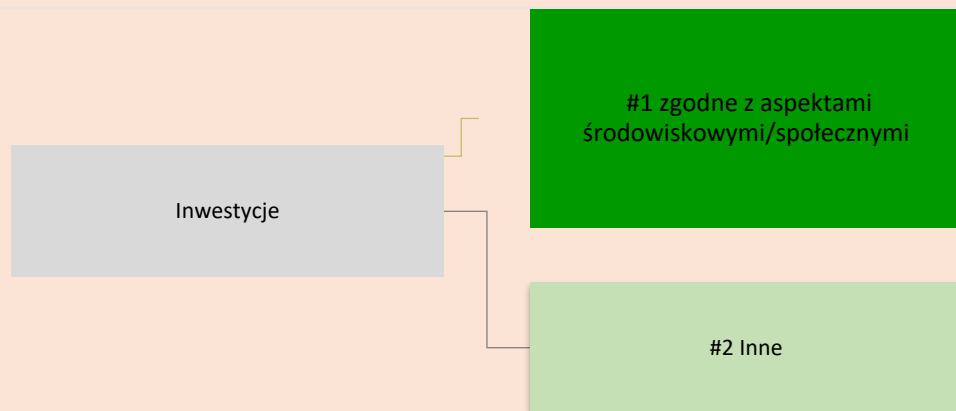 #1 zgodne z aspektami
środowiskowymi/społecznymi
Inwestycje
#2 Inne